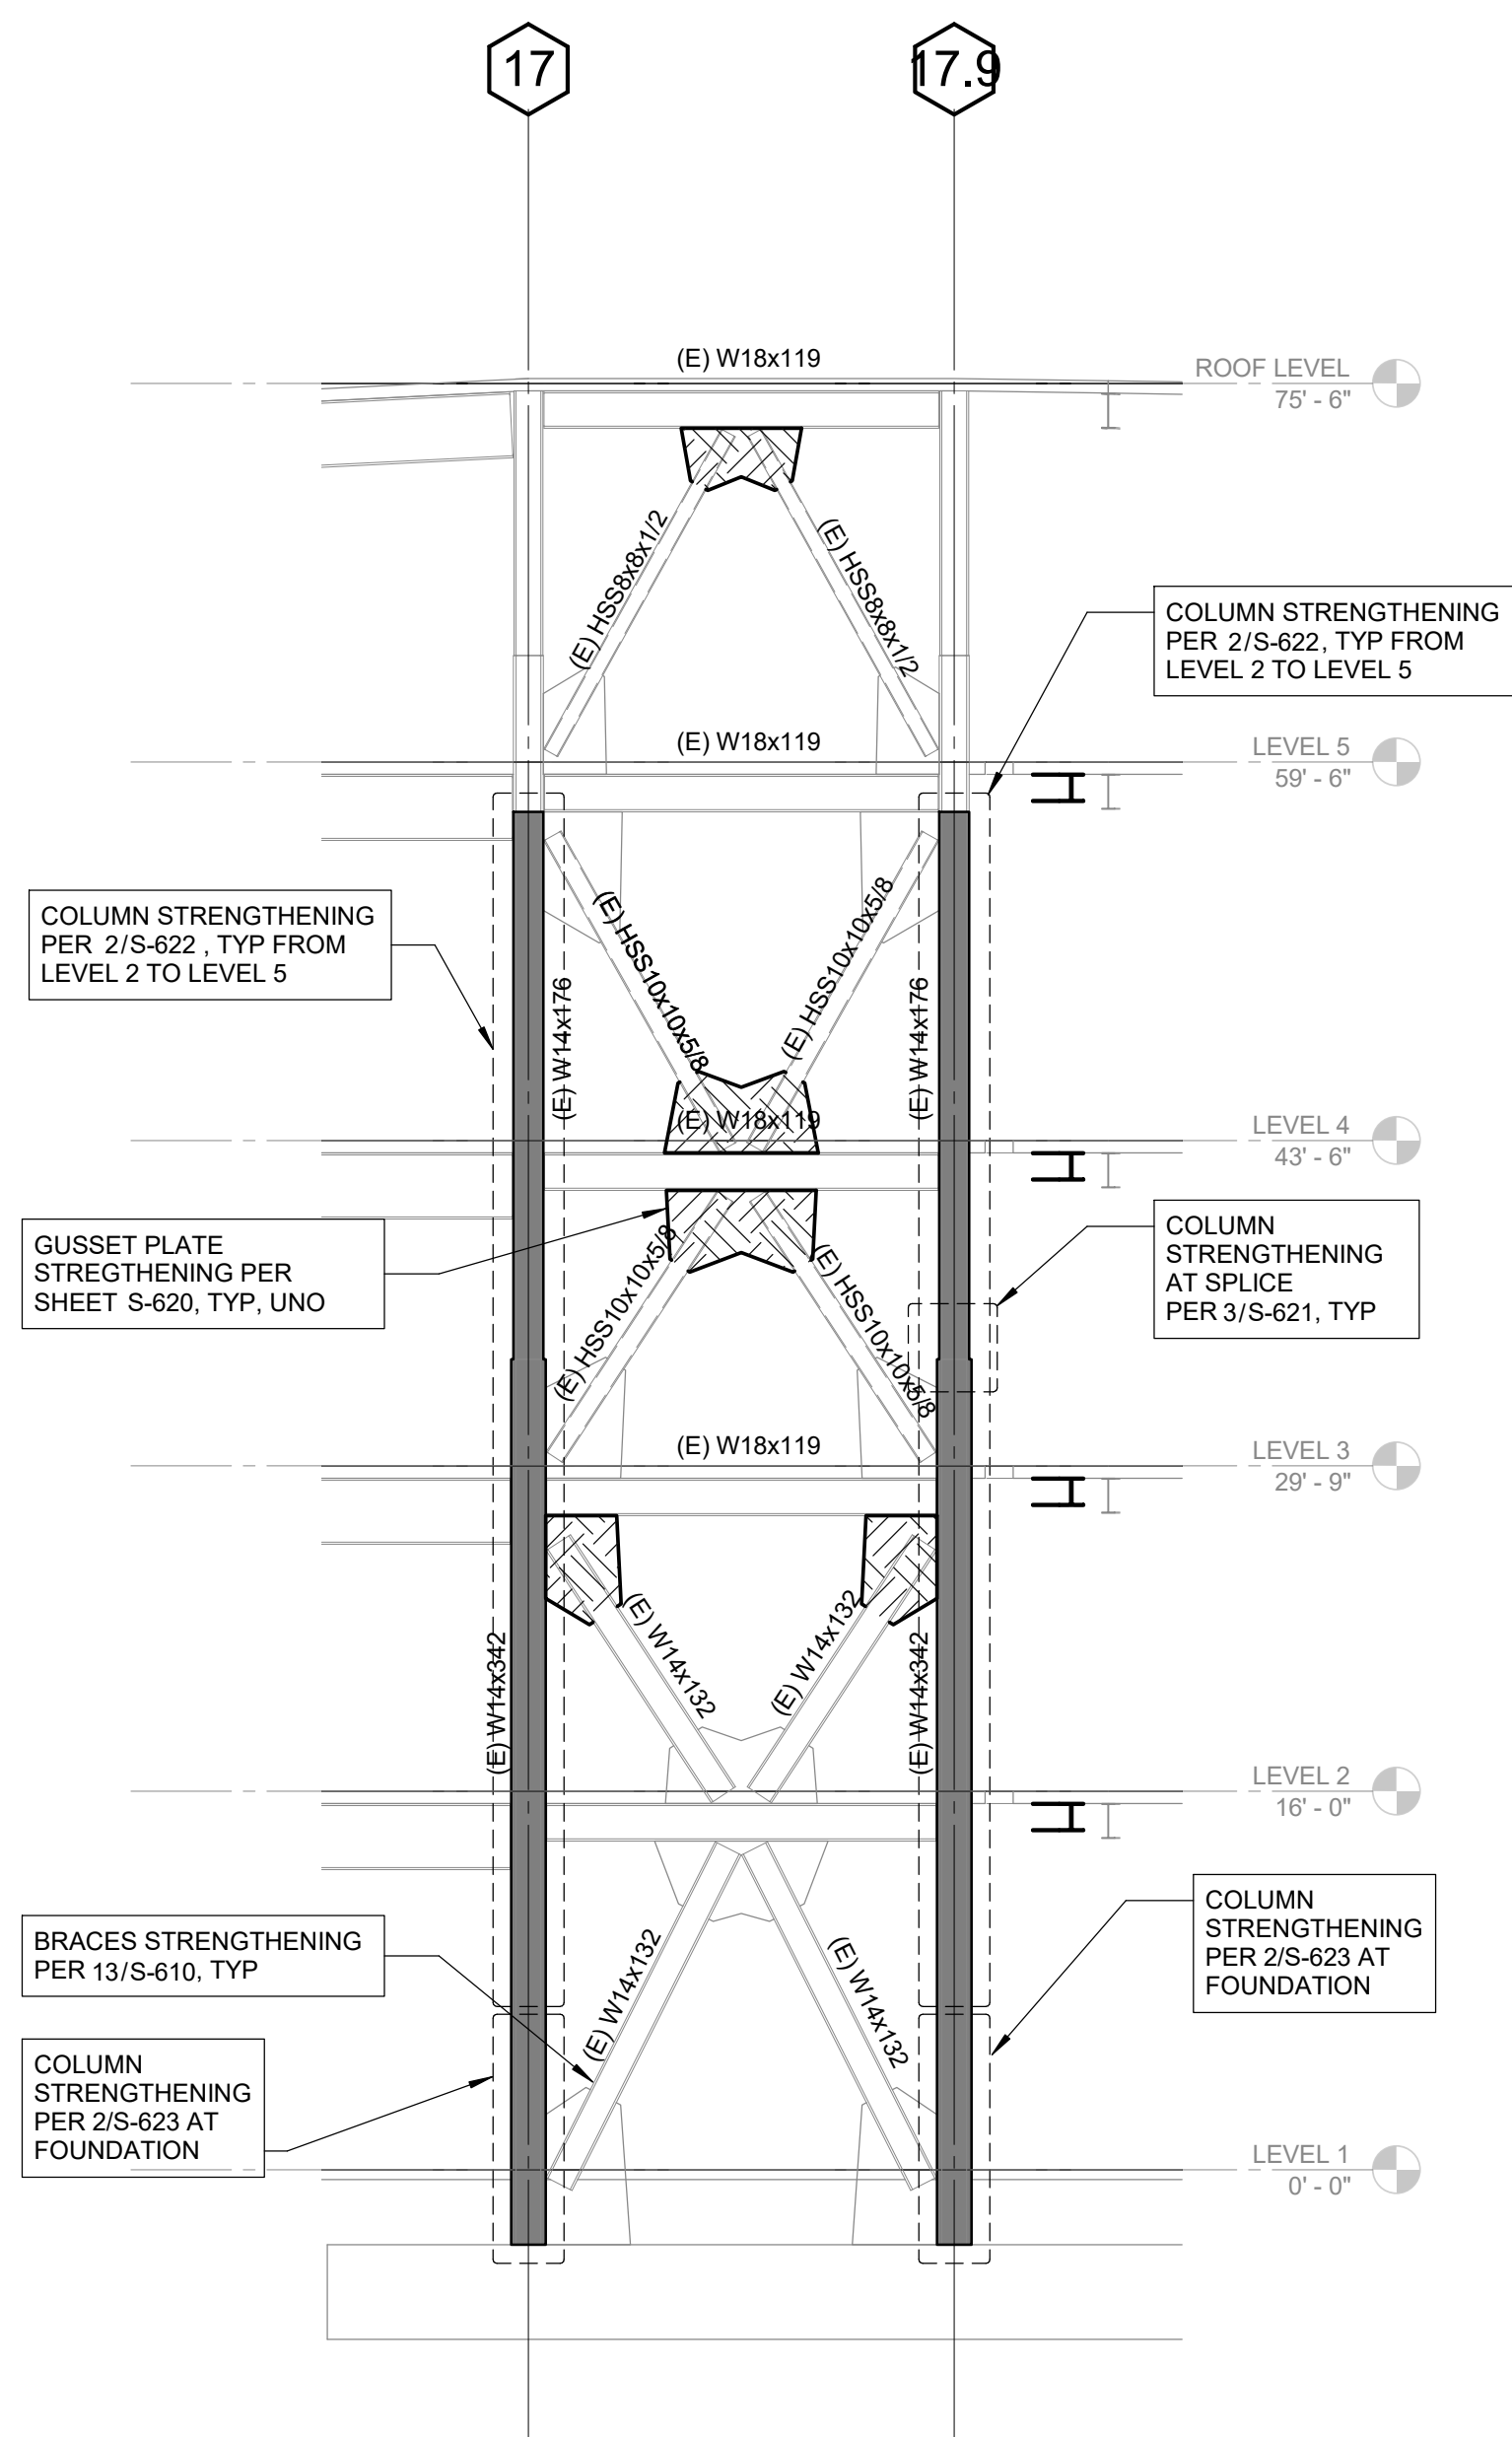 17
17.9
(E) W18x119
ROOF LEVEL
75' - 6"
(E) HSS8x8x1/2
(E) HSS8x8x1/2
COLUMN STRENGTHENING
PER 2/S-622, TYP FROM
LEVEL 2 TO LEVEL 5
(E) W18x119
LEVEL 5
59' - 6"
COLUMN STRENGTHENING
PER 2/S-622 , TYP FROM
LEVEL 2 TO LEVEL 5
(E) HSS10x10x5/8
(E) HSS10x10x5/8
(E) W14x176
(E) W14x176
(E) W18x119
LEVEL 4
43' - 6"
GUSSET PLATE
STREGTHENING PER
SHEET S-620, TYP, UNO
(E) HSS10x10x5/8
(E) HSS10x10x5/8
COLUMN
STRENGTHENING
AT SPLICE
PER 3/S-621, TYP
(E) W18x119
LEVEL 3
29' - 9"
(E) W14x342
(E) W14x132
(E) W14x132
(E) W14x342
LEVEL 2
16' - 0"
BRACES STRENGTHENING
PER 13/S-610, TYP
(E) W14x132
(E) W14x132
COLUMN
STRENGTHENING
PER 2/S-623 AT
FOUNDATION
COLUMN
STRENGTHENING
PER 2/S-623 AT
FOUNDATION
LEVEL 1
0' - 0"